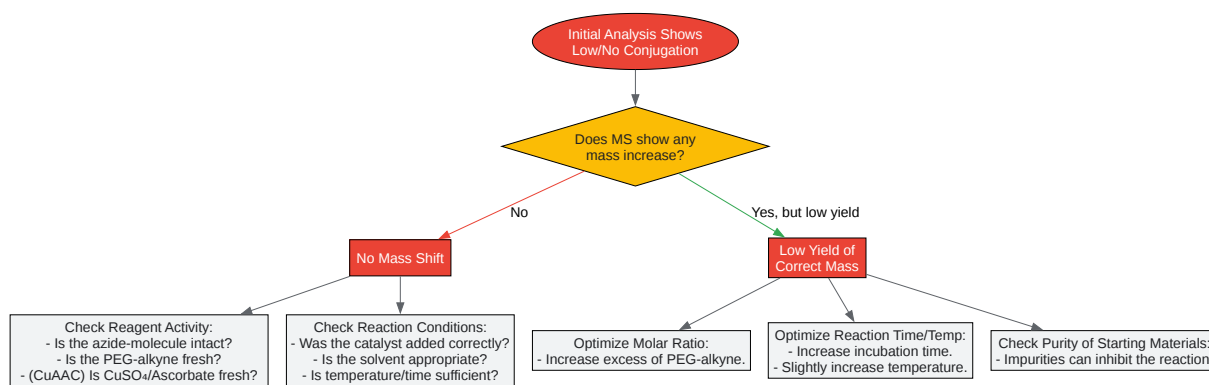 Initial Analysis Shows
Low/No Conjugation
Does MS show any
mass increase?
No
Yes, but low yield
No Mass Shift
Low Yield of
Correct Mass
Check Reagent Activity:
- Is the azide-molecule intact?
- Is the PEG-alkyne fresh?
- (CuAAC) Is CuSO₄/Ascorbate fresh?
Check Reaction Conditions:
- Was the catalyst added correctly?
- Is the solvent appropriate?
- Is temperature/time sufficient?
Optimize Molar Ratio:
- Increase excess of PEG-alkyne.
Optimize Reaction Time/Temp:
- Increase incubation time.
- Slightly increase temperature.
Check Purity of Starting Materials:
- Impurities can inhibit the reaction.